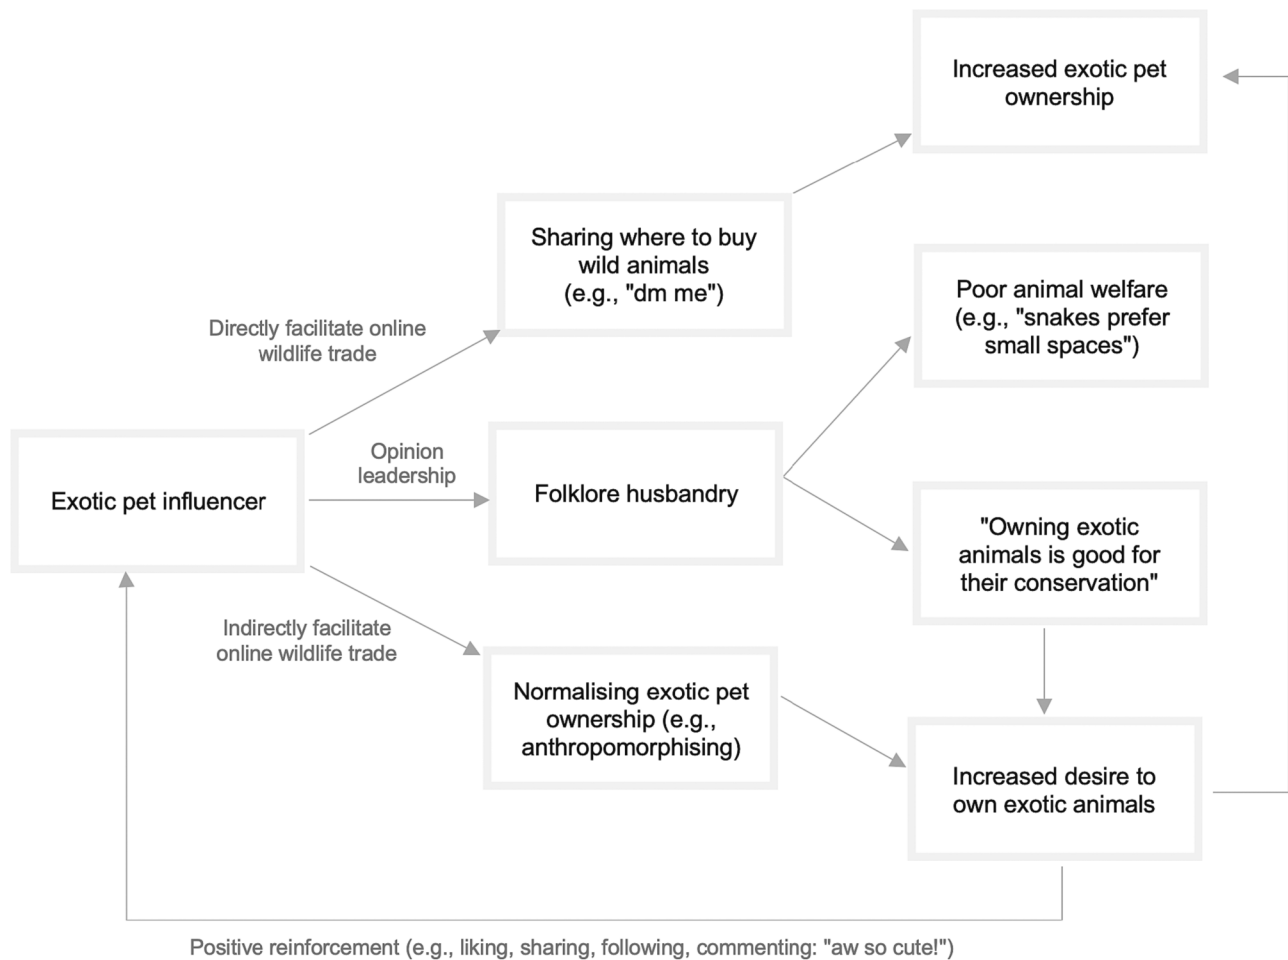 Increased exotic pet
ownership
Sharing where to buy
wild animals
(e.g., "dm me")
Poor animal welfare
(e.g., "snakes prefer
small spaces")
Directly facilitate online
wildlife trade
Opinion
leadership
Exotic pet influencer
Folklore husbandry
"Owning exotic
animals is good for
their conservation"
Indirectly facilitate
online wildlife trade
Normalising exotic pet
ownership (e.g.,
anthropomorphising)
Increased desire to
own exotic animals
Positive reinforcement (e.g., liking, sharing, following, commenting: "aw so cute!")